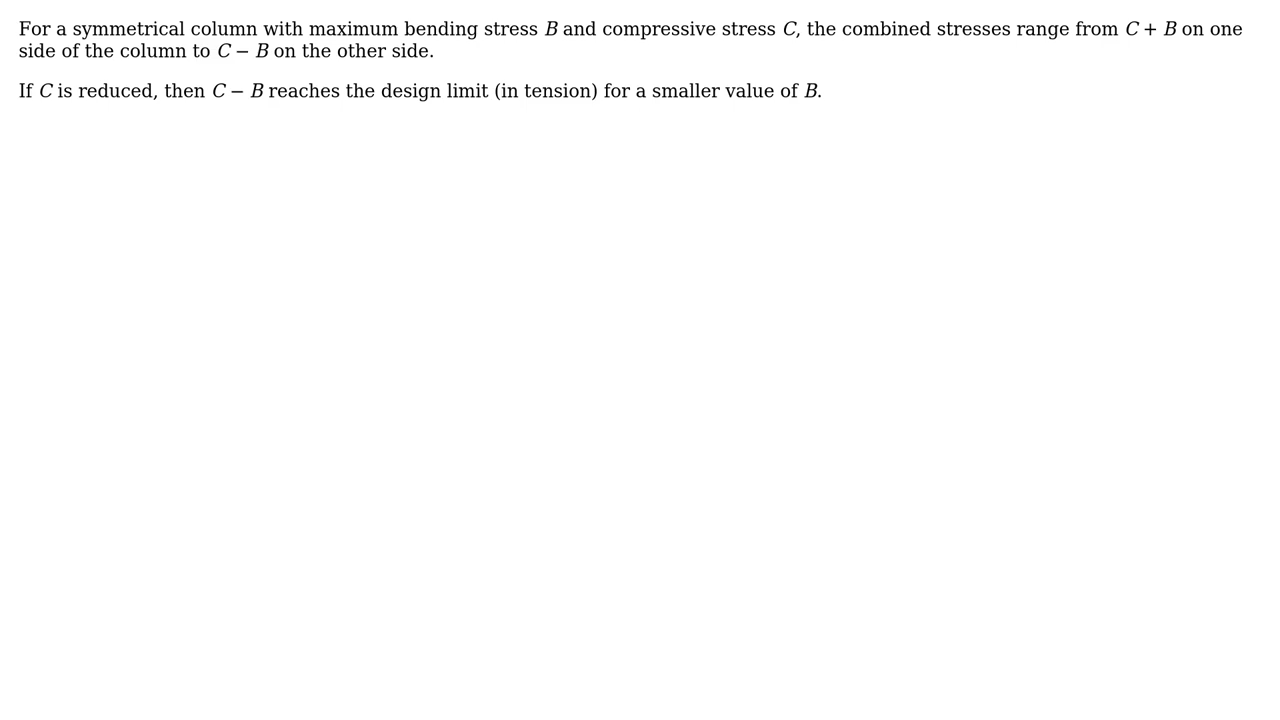 For a symmetrical column with maximum bending stress B and compressive stress C, the combined stresses range from C + B on one
side of the column to C − B on the other side.
If C is reduced, then C − B reaches the design limit (in tension) for a smaller value of B.